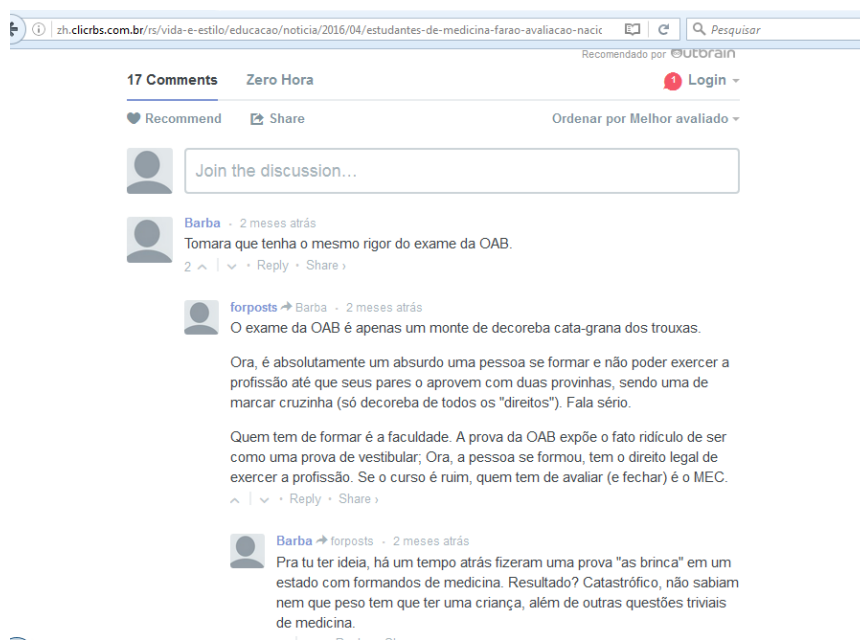 zh.clicrbs.com.br/rs/vida-e-estilo/educacao/noticia/2016/04/estudantes-de-medicina-farao-avaliacao-nacic
Pesquisar
Recomendado por Outbrain
17 Comments Zero Hora 1 Login
Recommend Share Ordenar por Melhor avaliado
Join the discussion...
Barba · 2 meses atrás
Tomara que tenha o mesmo rigor do exame da OAB.
2 · Reply · Share ›
forposts Barba · 2 meses atrás
O exame da OAB é apenas um monte de decoreba cata-grana dos trouxas.
Ora, é absolutamente um absurdo uma pessoa se formar e não poder exercer a
profissão até que seus pares o aprovem com duas provinhas, sendo uma de
marcar cruzinha (só decoreba de todos os "direitos"). Fala sério.
Quem tem de formar é a faculdade. A prova da OAB expõe o fato ridículo de ser
como uma prova de vestibular; Ora, a pessoa se formou, tem o direito legal de
exercer a profissão. Se o curso é ruim, quem tem de avaliar (e fechar) é o MEC.
· Reply · Share ›
Barba forposts · 2 meses atrás
Pra tu ter ideia, há um tempo atrás fizeram uma prova "as brinca" em um
estado com formandos de medicina. Resultado? Catastrófico, não sabiam
nem que peso tem que ter uma criança, além de outras questões triviais
de medicina.